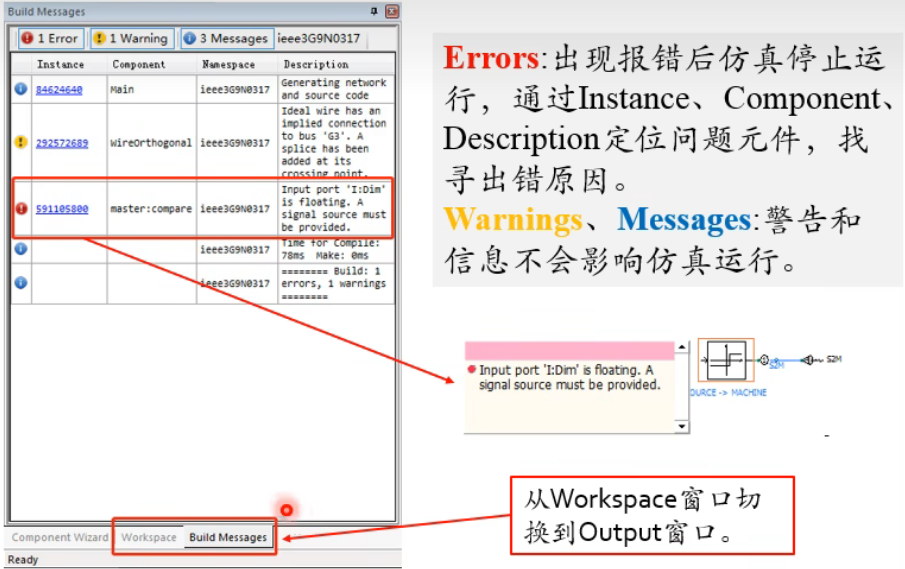 Build Messages
1 Error 1 Warning 3 Messages ieee3G9N0317
Instance Component Namespace Description
84624640 Main ieee3G9N0317 Generating network
and source code
Ideal wire has an
implied connection
to bus 'G3'. A
292572689 WireOrthogonal ieee3G9N0317 splice has been
added at its
crossing point.
Input port 'I:Dim'
591105800 master:compare ieee3G9N0317 is floating. A
signal source must
be provided.
ieee3G9N0317 Time for Compile:
78ms Make: 0ms
ieee3G9N0317 ======== Build: 1
errors, 1 warnings
========
Component Wizard Workspace Build Messages
Ready
Errors:出现报错后仿真停止运
行，通过Instance、Component、
Description定位问题元件，找
寻出错原因。
Warnings、Messages:警告和
信息不会影响仿真运行。
Input port 'I:Dim' is floating. A
signal source must be provided.
S2M
S2M
OURCE -> MACHINE
从Workspace窗口切
换到Output窗口。